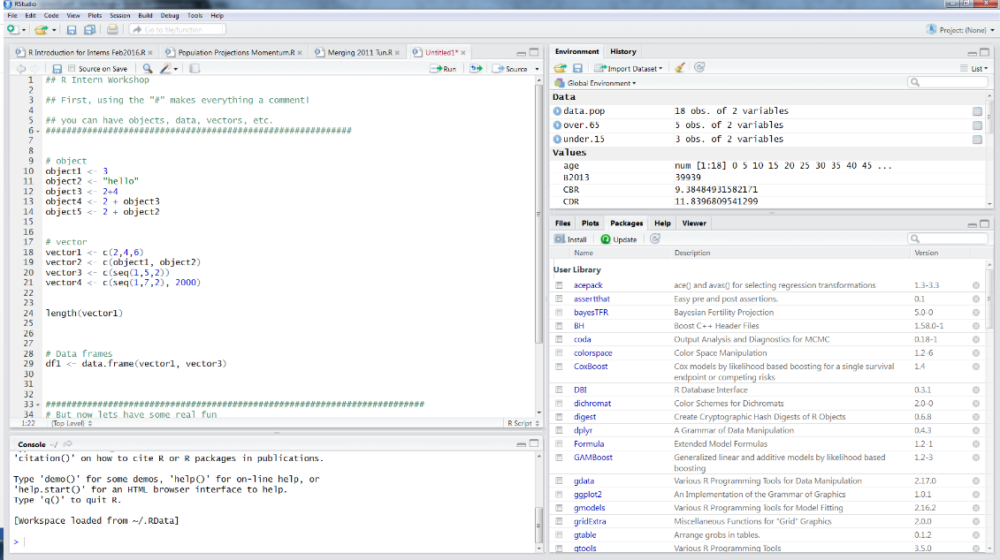 RStudio
File Edit Code View Plots Session Build Debug Tools Help
Go to file/function
Project: (None)
R Introduction for Interns Feb2016.R
Population Projections Momentum.R
Merging 2011 Tun.R
Untitled1*
Source on Save
Run
Source
1 ## R Intern Workshop
2
3 ## First, using the "#" makes everything a comment!
4
5 ## you can have objects, data, vectors, etc.
6 ###########################################################
7
8
9 # object
10 object1 <- 3
11 object2 <- "hello"
12 object3 <- 2+4
13 object4 <- 2 + object3
14 object5 <- 2 + object2
15
16
17 # vector
18 vector1 <- c(2,4,6)
19 vector2 <- c(object1, object2)
20 vector3 <- c(seq(1,5,2))
21 vector4 <- c(seq(1,7,2), 2000)
22
23
24 length(vector1)
25
26
27
28 # Data frames
29 df1 <- data.frame(vector1, vector3)
30
31
32
33 #########################################################################
34 # But now lets have some real fun
1:22 (Top Level) R Script
Console ~/
'citation()' on how to cite R or R packages in publications.
Type 'demo()' for some demos, 'help()' for on-line help, or
'help.start()' for an HTML browser interface to help.
Type 'q()' to quit R.
[Workspace loaded from ~/.RData]
>
Environment History
Import Dataset
List
Global Environment
Data
data.pop 18 obs. of 2 variables
over.65 5 obs. of 2 variables
under.15 3 obs. of 2 variables
Values
age num [1:18] 0 5 10 15 20 25 30 35 40 45 ...
B2013 39939
CBR 9.38484931582171
CDR 11.8396809541299
Files Plots Packages Help Viewer
Install Update
Name Description Version
User Library
acepack ace() and avas() for selecting regression transformations 1.3-3.3
assertthat Easy pre and post assertions. 0.1
bayesTFR Bayesian Fertility Projection 5.0-0
BH Boost C++ Header Files 1.58.0-1
coda Output Analysis and Diagnostics for MCMC 0.18-1
colorspace Color Space Manipulation 1.2-6
CoxBoost Cox models by likelihood based boosting for a single survival 1.4
endpoint or competing risks
DBI R Database Interface 0.3.1
dichromat Color Schemes for Dichromats 2.0-0
digest Create Cryptographic Hash Digests of R Objects 0.6.8
dplyr A Grammar of Data Manipulation 0.4.3
Formula Extended Model Formulas 1.2-1
GAMBoost Generalized linear and additive models by likelihood based 1.2-3
boosting
gdata Various R Programming Tools for Data Manipulation 2.17.0
ggplot2 An Implementation of the Grammar of Graphics 1.0.1
gmodels Various R Programming Tools for Model Fitting 2.16.2
gridExtra Miscellaneous Functions for "Grid" Graphics 2.0.0
gtable Arrange grobs in tables. 0.1.2
gtools Various R Programming Tools 3.5.0